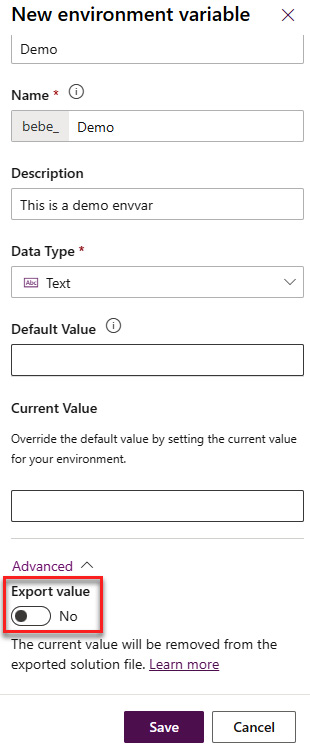 New environment variable
Demo
Name *
bebe_ Demo
Description
This is a demo envvar
Data Type *
Abc Text
Default Value
Current Value
Override the default value by setting the current value
for your environment.
Advanced
Export value
No
The current value will be removed from the
exported solution file. Learn more
Save Cancel